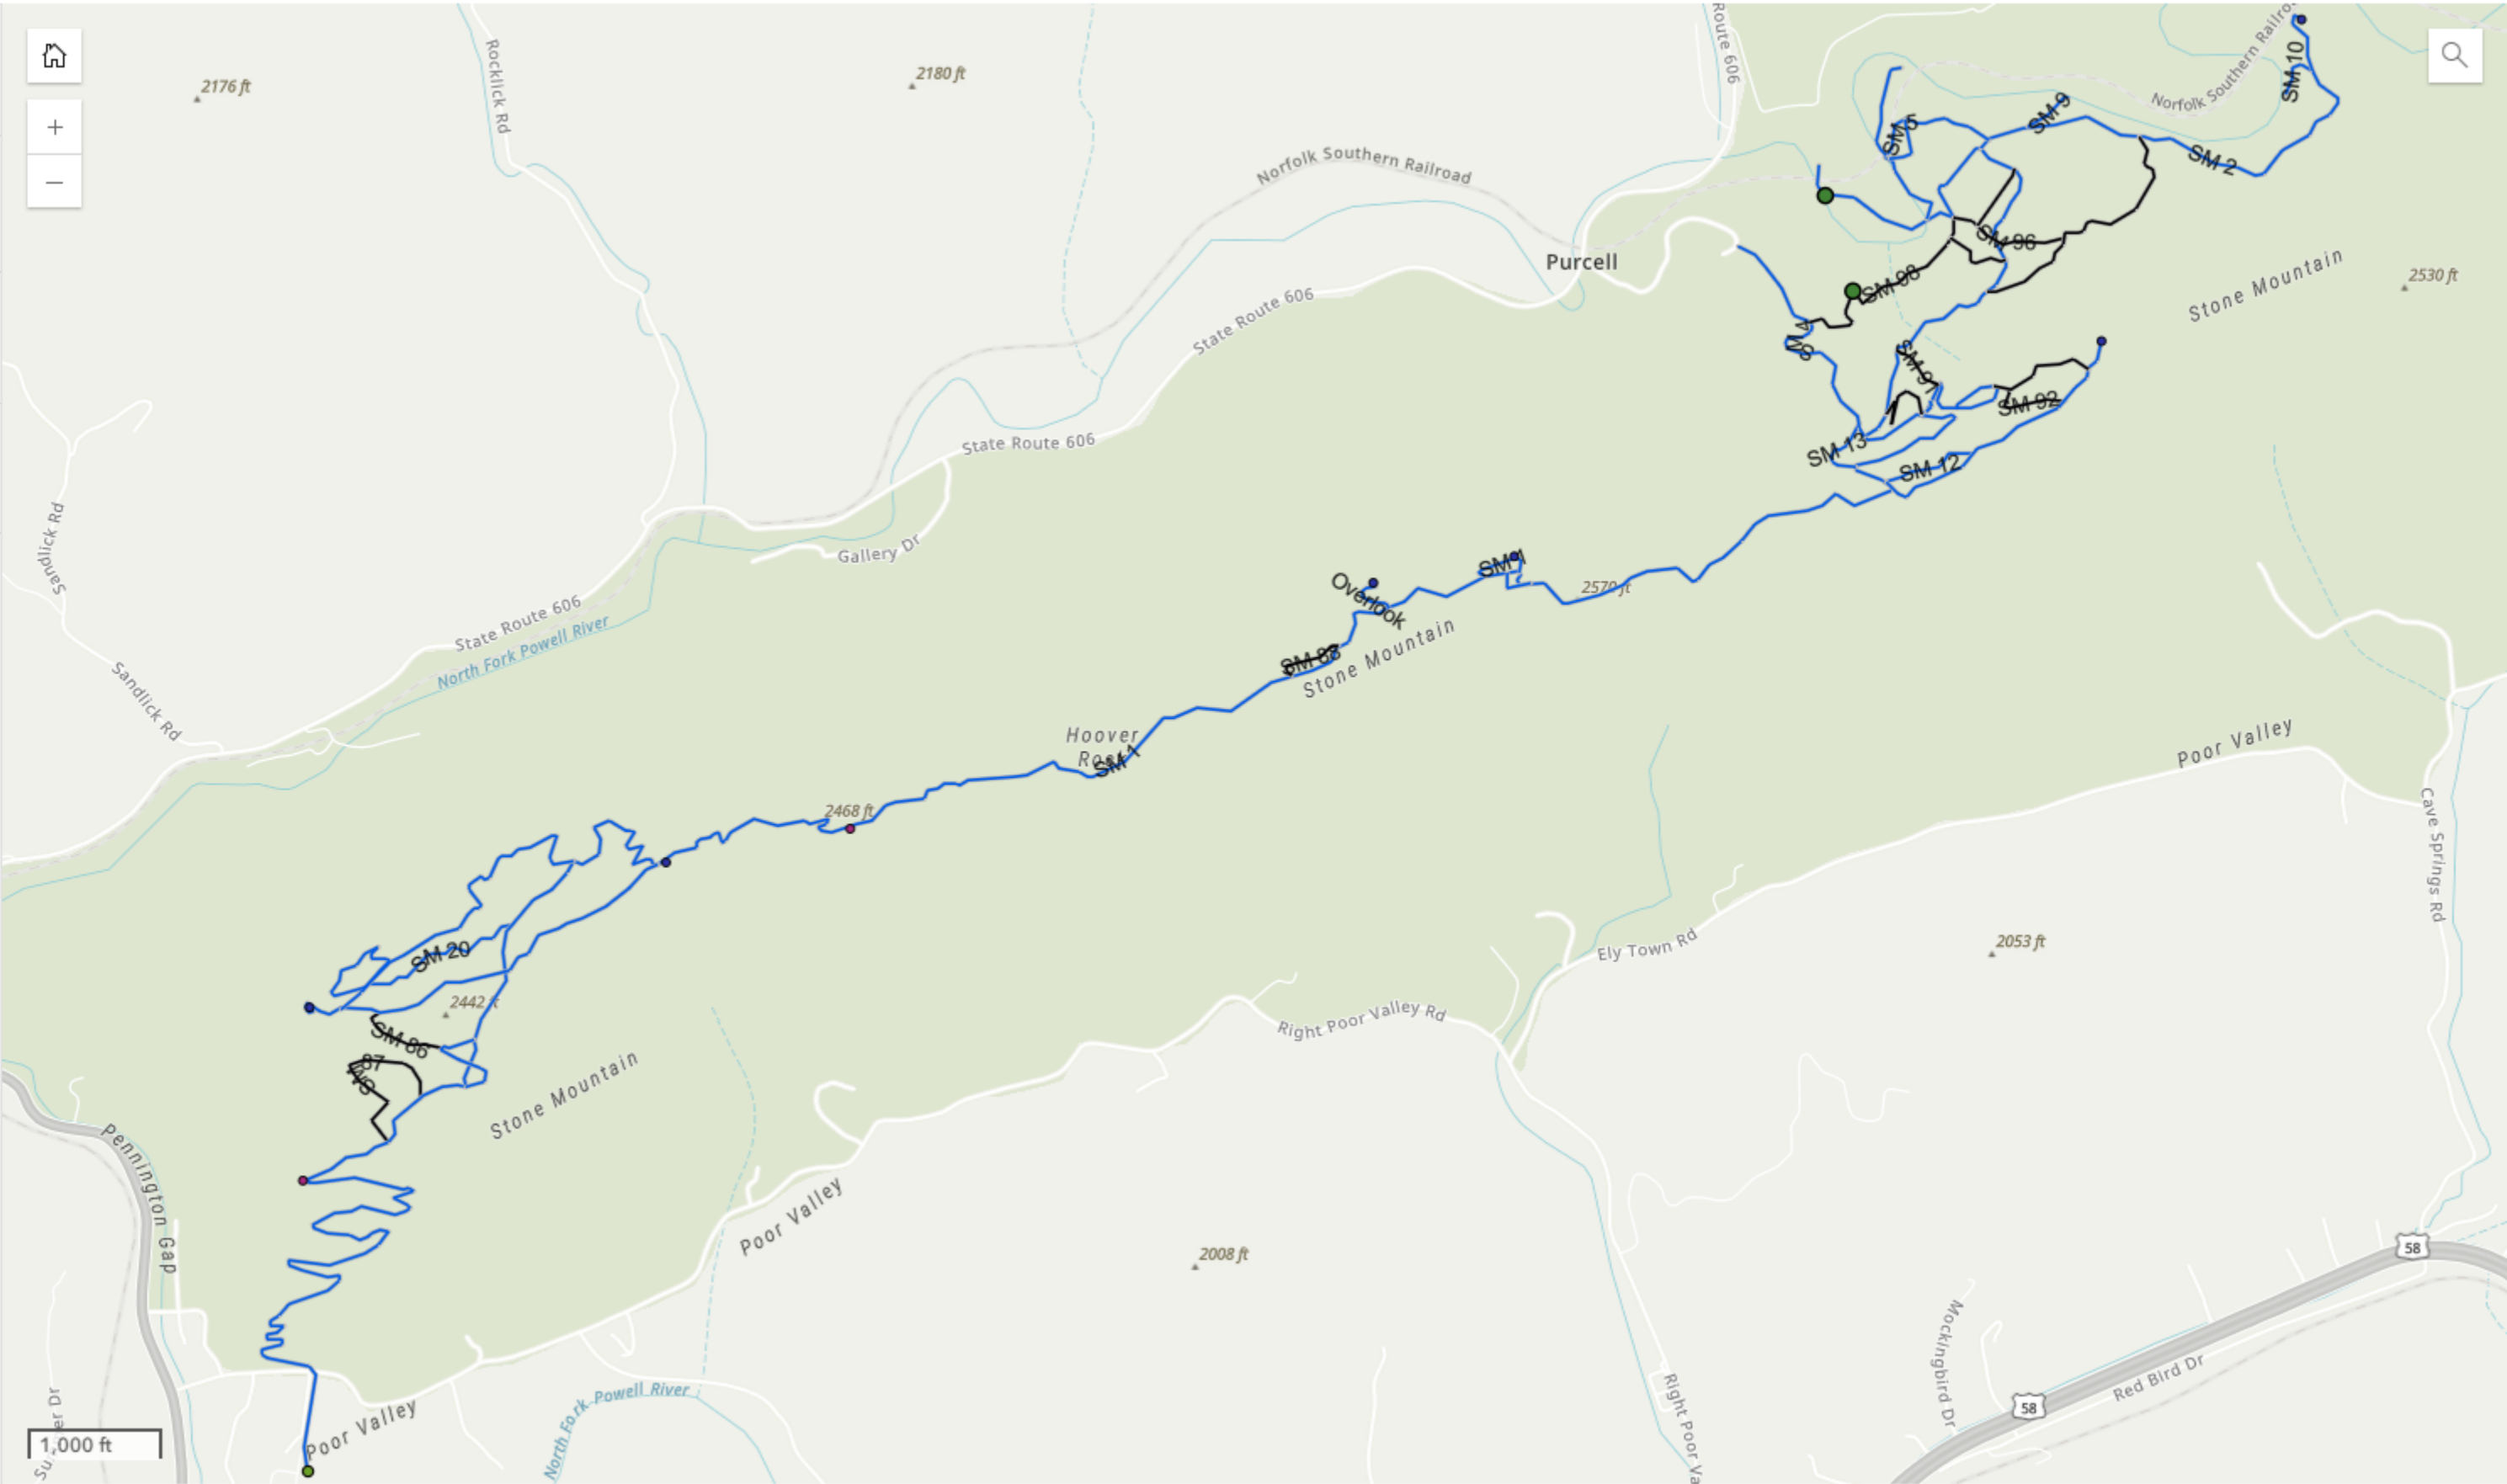 Route 606
Norfolk Southern Railroad
SM 10
Rocklick Rd
2176 ft
2180 ft
SM 9
SM 5
SM 2
Norfolk Southern Railroad
SM 96
Purcell
2530 ft
Stone Mountain
SM 98
State Route 606
SM 4
SM 91
SM 92
State Route 606
SM 13
SM 12
Sandlick Rd
Gallery Dr
SM 1
2570 ft
Overlook
State Route 606
North Fork Powell River
Stone Mountain
SM 88
Sandlick Rd
Hoover
SM 1
Poor Valley
2468 ft
Cave Springs Rd
Ely Town Rd
2053 ft
SM 20
2442 ft
Right Poor Valley Rd
SM 86
SM 87
Stone Mountain
Pennington Gap
Poor Valley
2008 ft
58
Mockingbird Dr
Red Bird Dr
58
North Fork Powell River
Poor Valley
Right Poor Va
1,000 ft